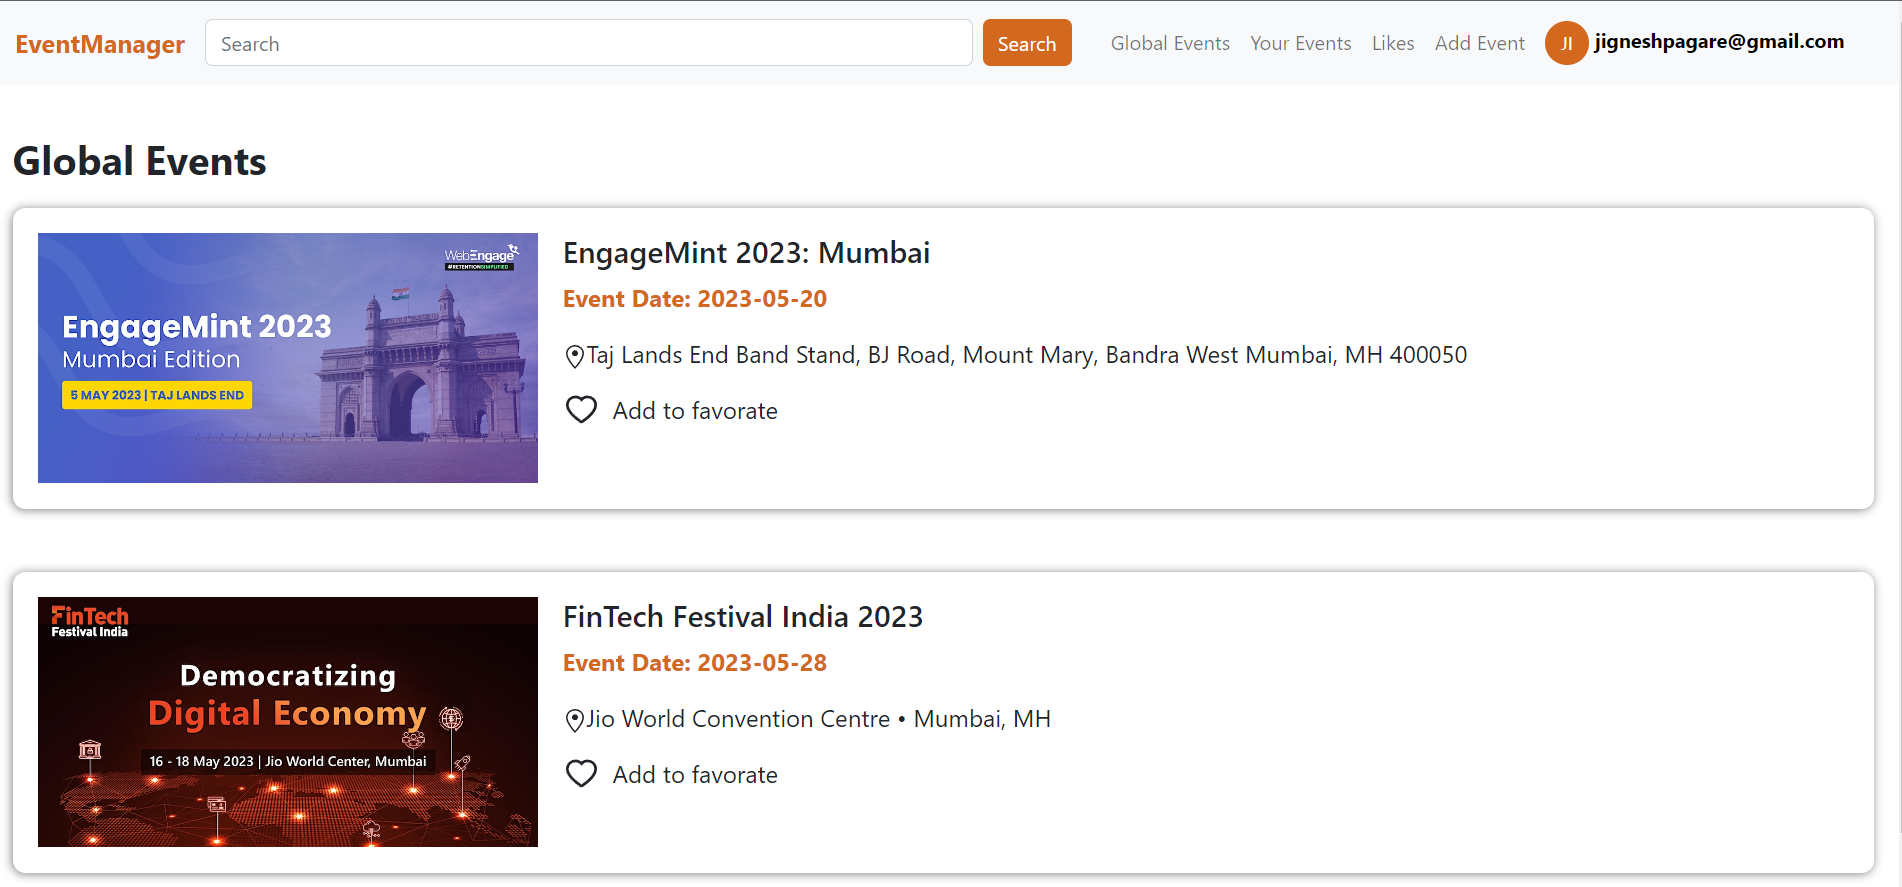 EventManager
Search
Search
Global Events
Your Events
Likes
Add Event
JI
jigneshpagare@gmail.com
Global Events
WebEngage
#RETENTIONSIMPLIFIED
EngageMint 2023
Mumbai Edition
5 MAY 2023 | TAJ LANDS END
EngageMint 2023: Mumbai
Event Date: 2023-05-20
Taj Lands End Band Stand, BJ Road, Mount Mary, Bandra West Mumbai, MH 400050
Add to favorate
FinTech
Festival India
Democratizing
Digital Economy
16 - 18 May 2023 | Jio World Center, Mumbai
FinTech Festival India 2023
Event Date: 2023-05-28
Jio World Convention Centre • Mumbai, MH
Add to favorate